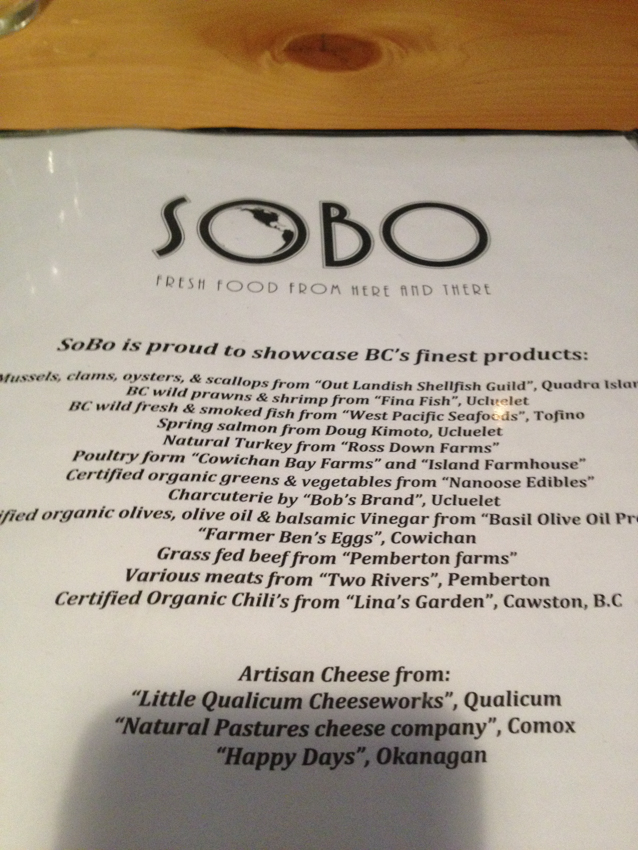 SOBO
FRESH FOOD FROM HERE AND THERE
SoBo is proud to showcase BC's finest products:
Mussels, clams, oysters, & scallops from "Out Landish Shellfish Guild", Quadra
BC wild prawns & shrimp from "Fina Fish", Ucluelet
BC wild fresh & smoked fish from "West Pacific Seafoods", Tofino
Spring salmon from Doug Kimoto, Ucluelet
Natural Turkey from "Ross Down Farms"
Poultry form "Cowichan Bay Farms" and "Island Farmhouse"
Certified organic greens & vegetables from "Nanoose Edibles"
Charcuterie by "Bob's Brand", Ucluelet
organic olives, olive oil & balsamic Vinegar from "Basil Olive Oil
"Farmer Ben's Eggs", Cowichan
Grass fed beef from "Pemberton farms"
Various meats from "Two Rivers", Pemberton
Certified Organic Chili's from "Lina's Garden", Cawston, B.C
Artisan Cheese from:
"Little Qualicum Cheeseworks", Qualicum
"Natural Pastures cheese company", Comox
"Happy Days", Okanagan